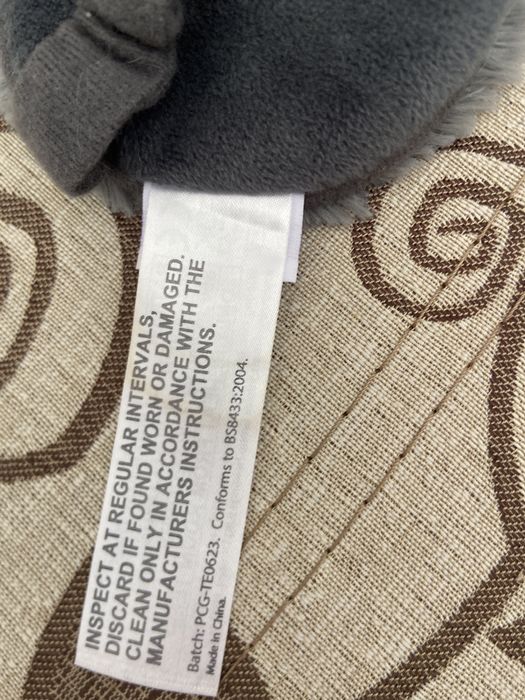 INSPECT AT REGULAR INTERVALS,
DISCARD IF FOUND WORN OR DAMAGED.
CLEAN ONLY IN ACCORDANCE WITH THE
MANUFACTURERS INSTRUCTIONS.
Batch: PCG-TE0623. Conforms to BS8433:2004.
Made in China.